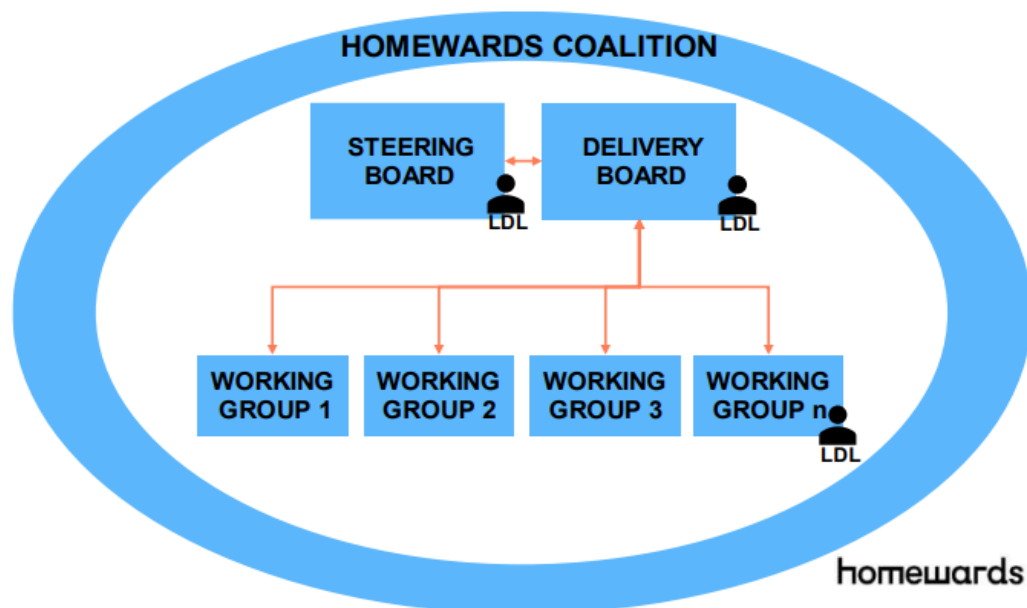 HOMEWARDS COALITION
STEERING
BOARD
LDL
DELIVERY
BOARD
LDL
WORKING
GROUP 1
WORKING
GROUP 2
WORKING
GROUP 3
WORKING
GROUP n
LDL
homewards